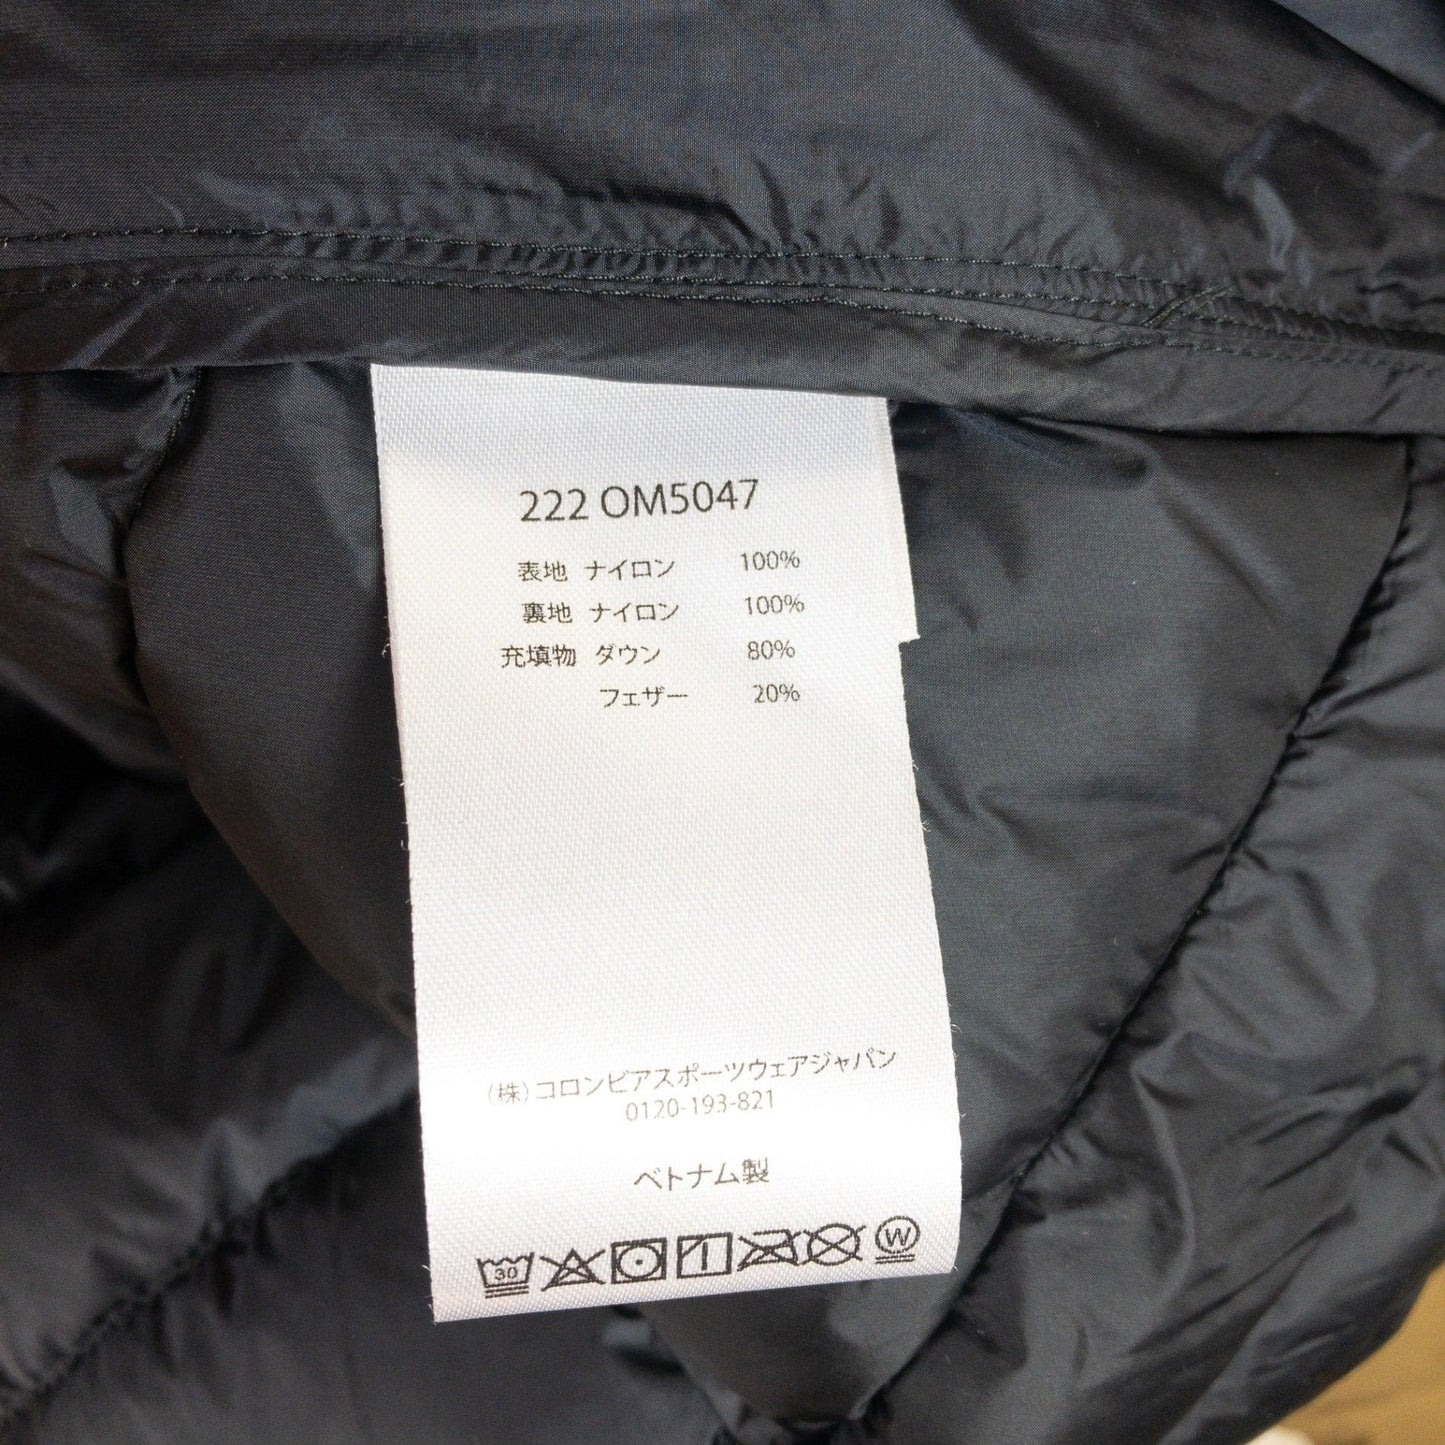 222 OM5047
表地 ナイロン 100%
裏地 ナイロン 100%
充填物 ダウン 80%
フェザー 20%
(株)コロンビアスポーツウェアジャパン
0120-193-821
ベトナム製
30 W